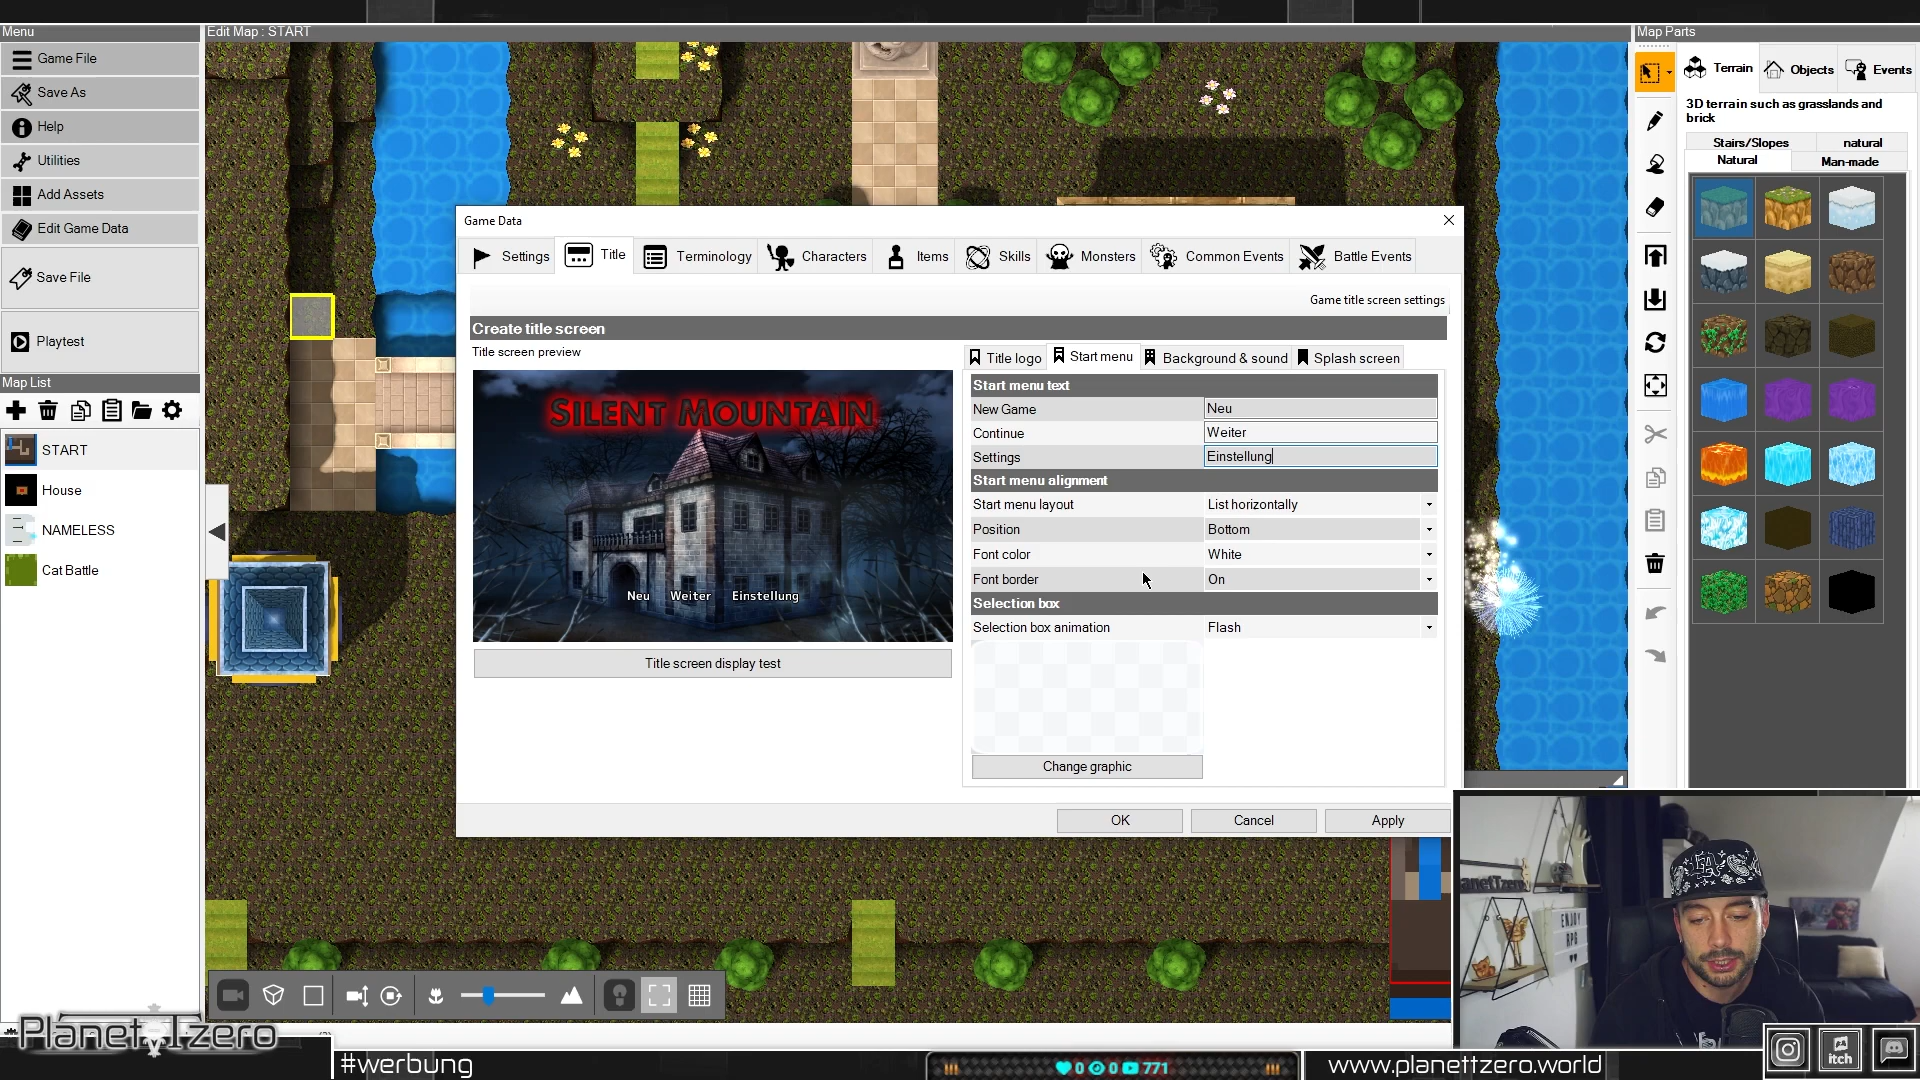 Menu
Game File
Save As
Help
Utilities
Add Assets
Edit Game Data
Save File
Playtest
Map List
START
House
NAMELESS
Cat Battle
Edit Map : START
Game Data
Settings
Title
Terminology
Characters
Items
Skills
Monsters
Common Events
Battle Events
Game title screen settings
Create title screen
Title screen preview
SILENT MOUNTAIN
Neu Weiter Einstellung
Title screen display test
Title logo
Start menu
Background & sound
Splash screen
Start menu text
New Game Neu
Continue Weiter
Settings Einstellung
Start menu alignment
Start menu layout List horizontally
Position Bottom
Font color White
Font border On
Selection box
Selection box animation Flash
Change graphic
OK
Cancel
Apply
Map Parts
Terrain
Objects
Events
3D terrain such as grasslands and
brick
Stairs/Slopes
natural
Natural
Man-made
ENJOY
RPG
PlanetTzero
#werbung
0 0 771
www.planettzero.world
itch